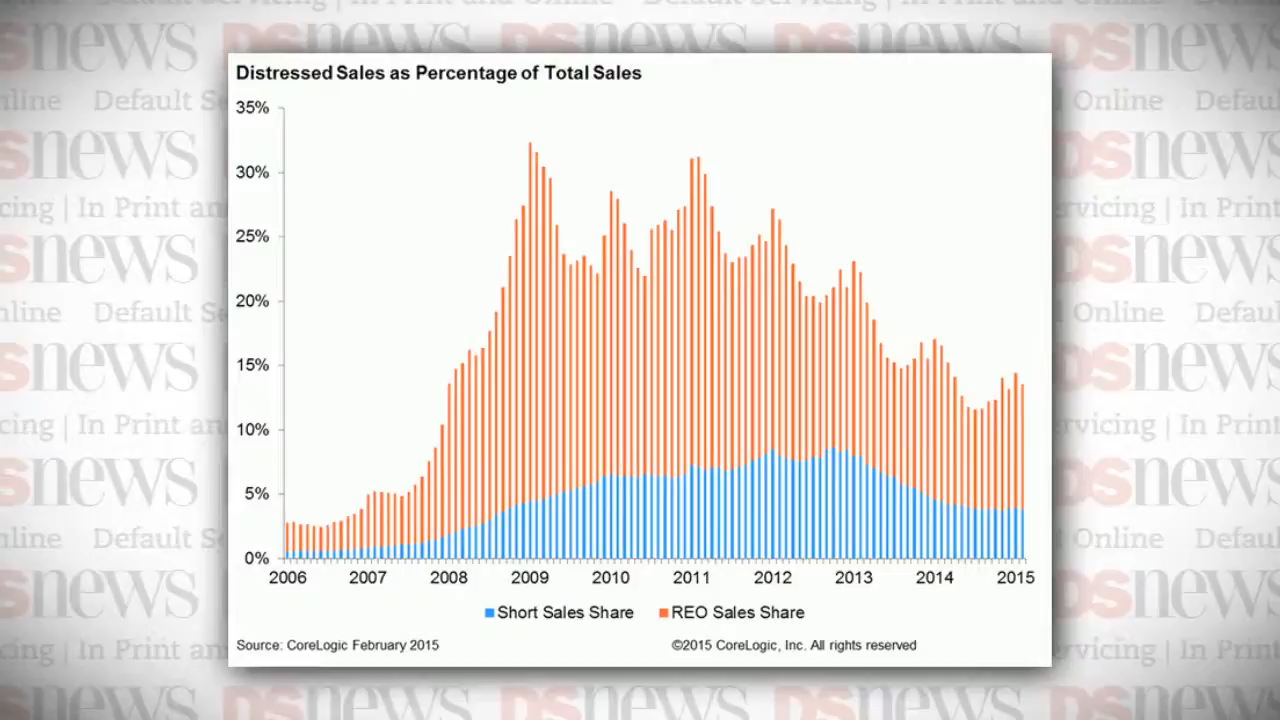 Distressed Sales as Percentage of Total Sales
35%
30%
25%
20%
15%
10%
5%
0%
2006 2007 2008 2009 2010 2011 2012 2013 2014 2015
Short Sales Share REO Sales Share
Source: CoreLogic February 2015 ©2015 CoreLogic, Inc. All rights reserved
DSnews
Default Servicing | In Print and Online